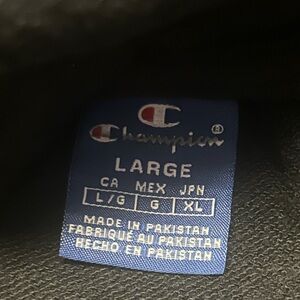 Champion®
LARGE
CA MEX JPN
L/G G XL
MADE IN PAKISTAN
FABRIQUÉ AU PAKISTAN
HECHO EN PAKISTAN